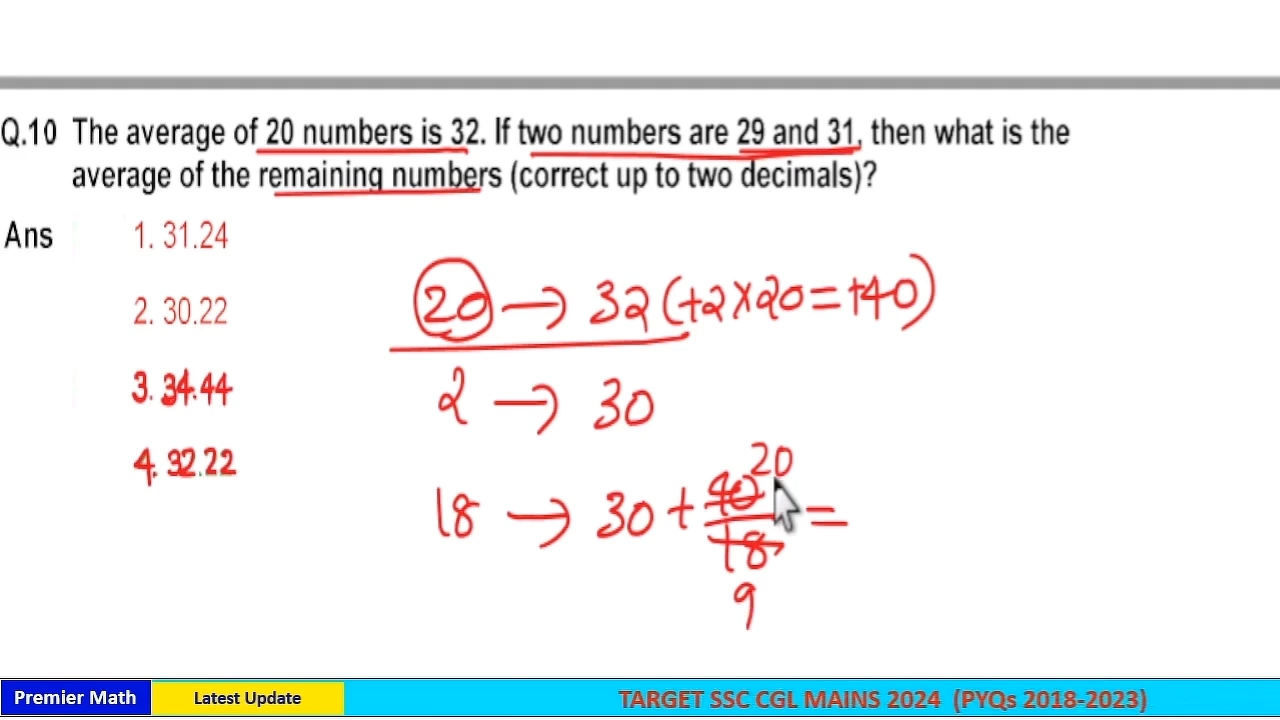 Q.10 The average of 20 numbers is 32. If two numbers are 29 and 31, then what is the
average of the remaining numbers (correct up to two decimals)?
Ans 1. 31.24
2. 30.22
3. 34.44
4. 32.22
20 → 32 (+2×20=+40)
2 → 30
20
18 → 30 + 40/18 =
9
Premier Math Latest Update TARGET SSC CGL MAINS 2024 (PYQs 2018-2023)